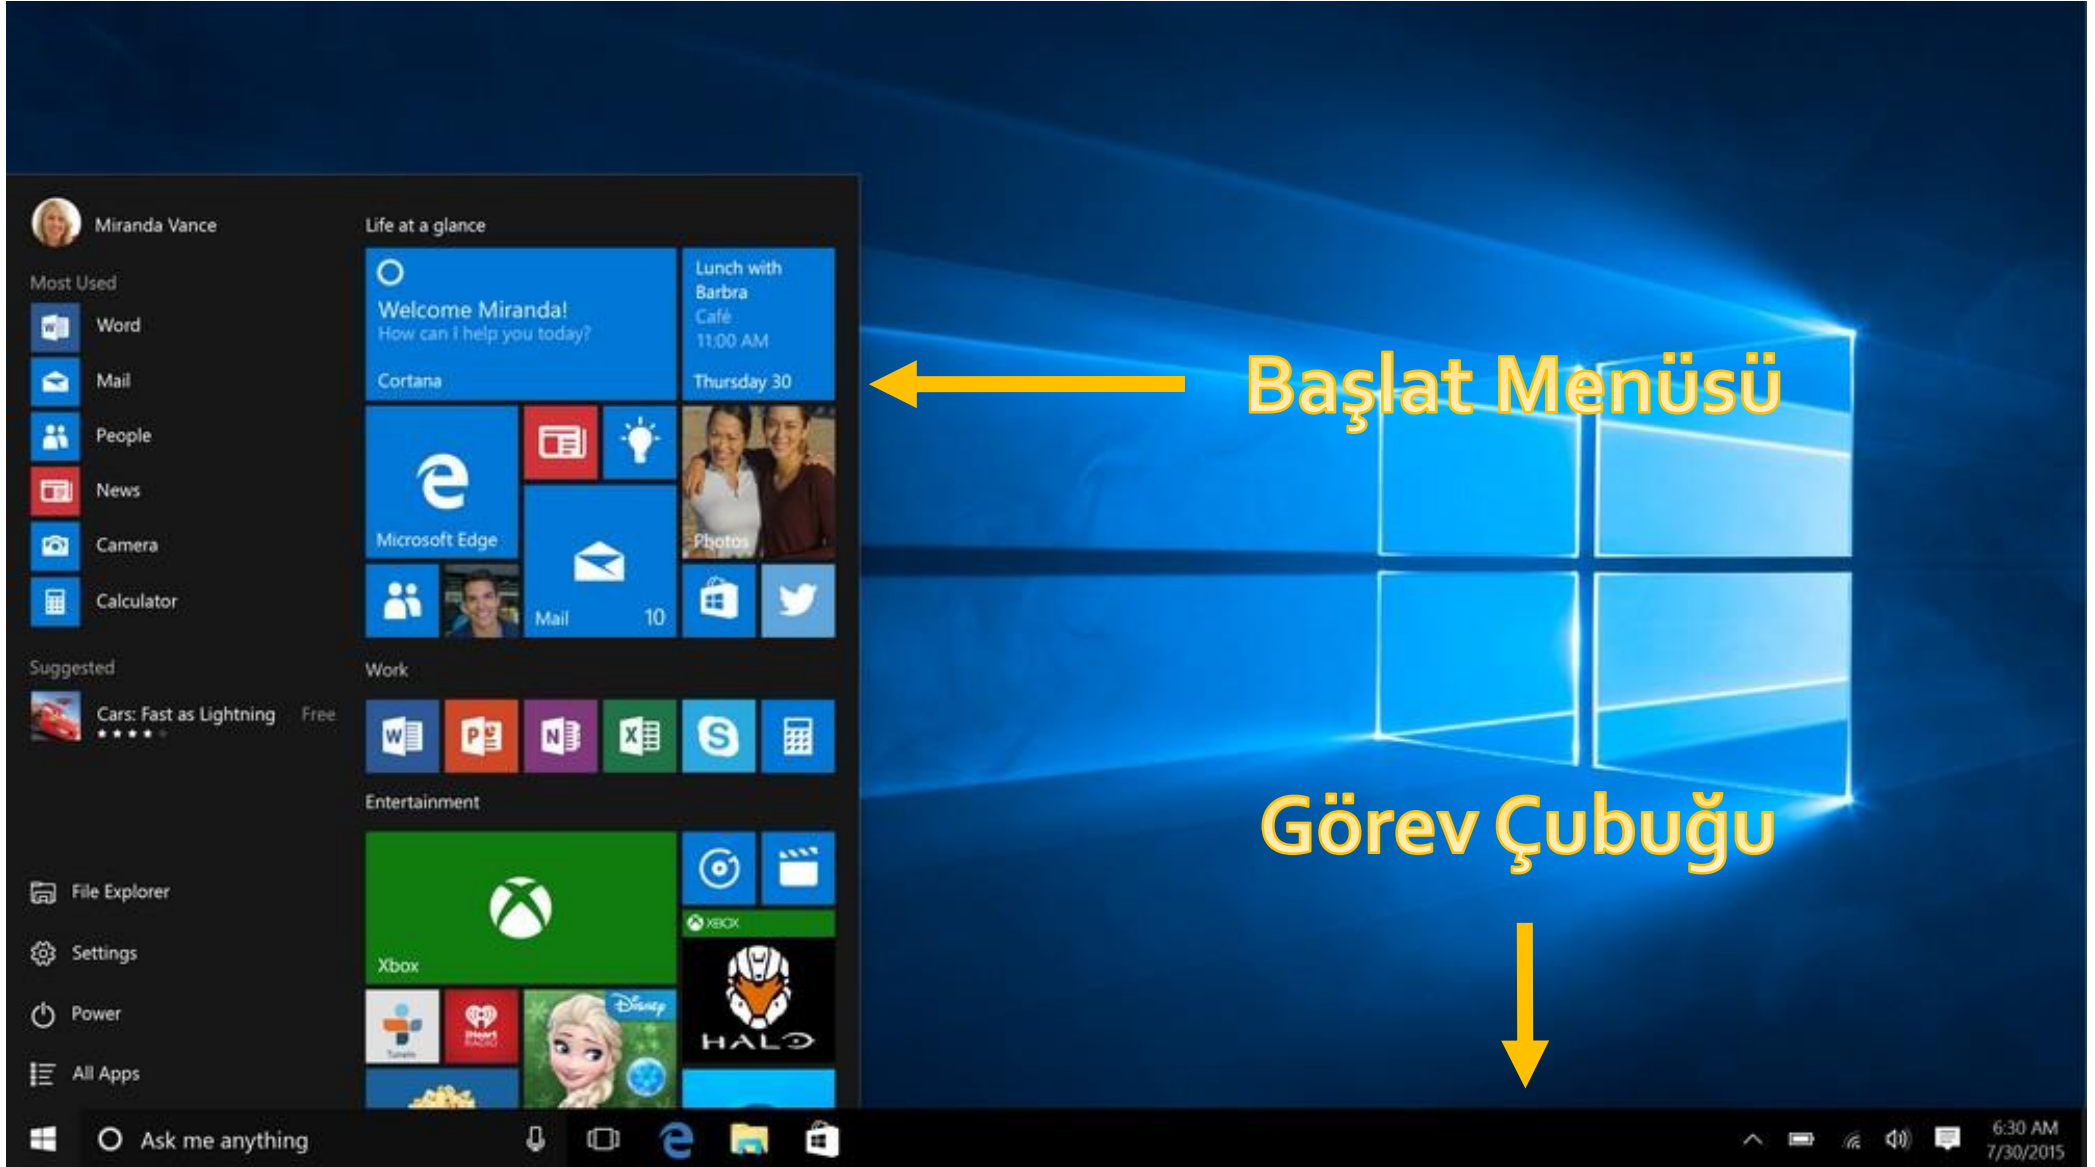 Miranda Vance
Most Used
Word
Mail
People
News
Camera
Calculator
Suggested
Cars: Fast as Lightning Free
File Explorer
Settings
Power
All Apps
Life at a glance
Welcome Miranda!
How can I help you today?
Cortana
Lunch with
Barbra
Café
11:00 AM
Thursday 30
Microsoft Edge
Photos
Mail 10
Work
W
P
N
X
S
Entertainment
Xbox
XBOX
TuneIn
iHeart
RADIO
Disney
HALO
Başlat Menüsü
Görev Çubuğu
Ask me anything
6:30 AM
7/30/2015